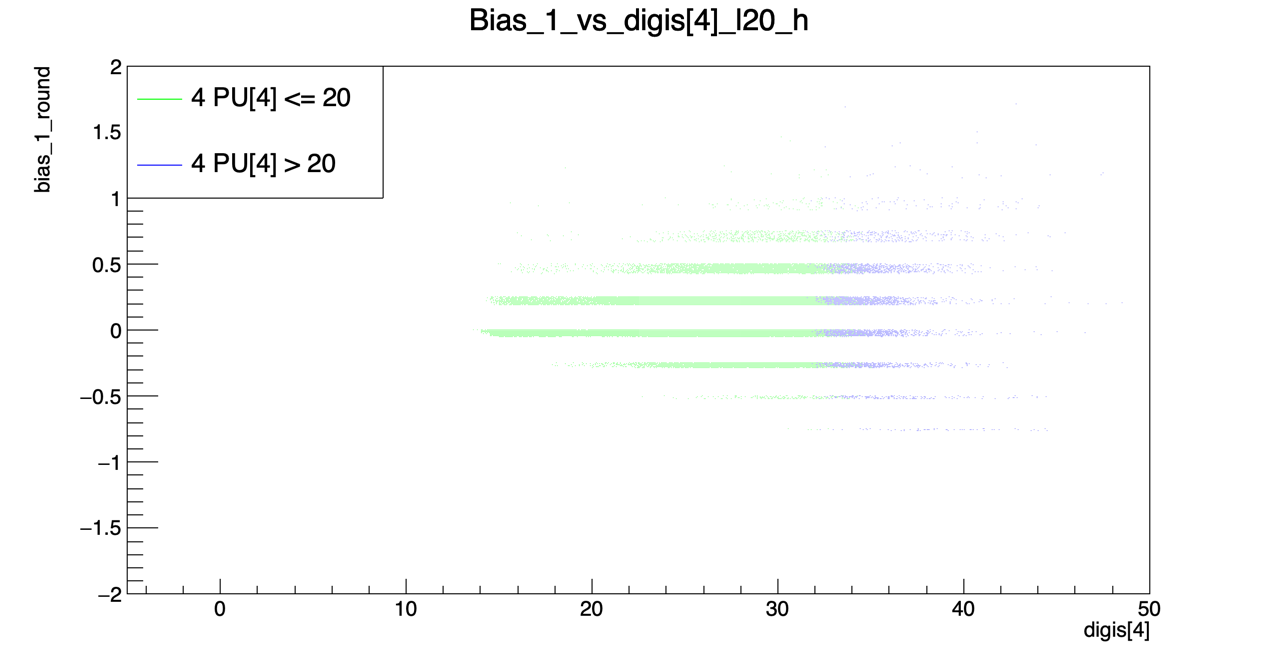 Bias_1_vs_digis[4]_l20_h
bias_1_round
4 PU[4] <= 20
4 PU[4] > 20
2
1.5
1
0.5
0
−0.5
−1
−1.5
−2
0 10 20 30 40 50
digis[4]